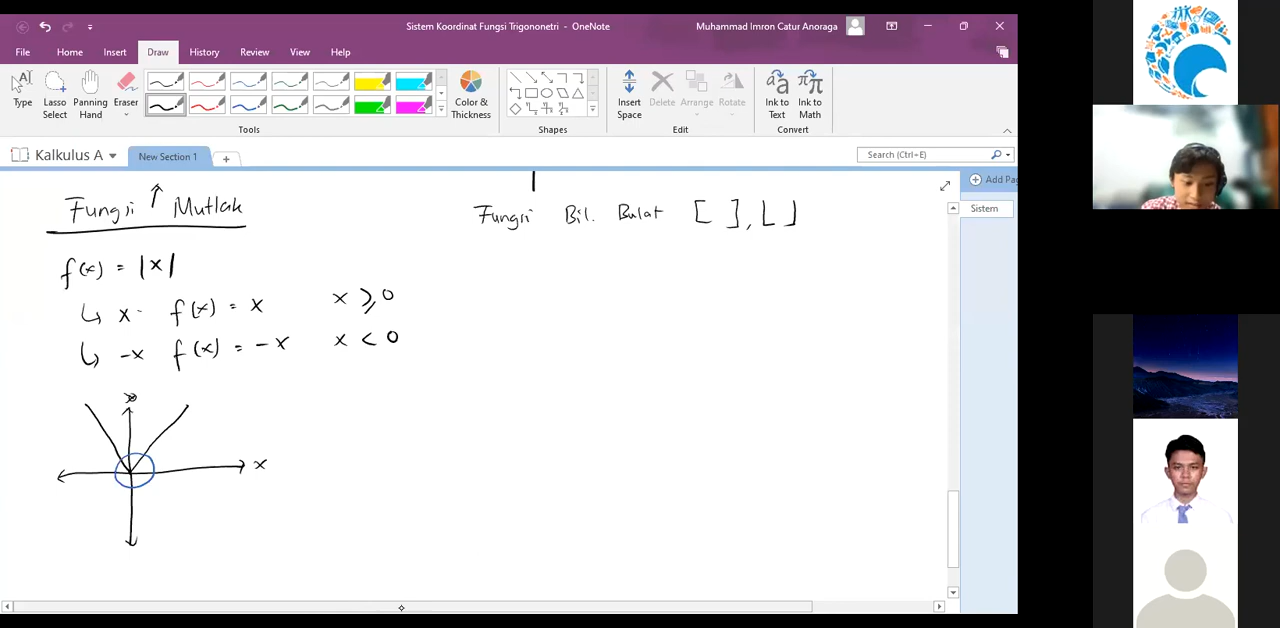 Sistem Koordinat Fungsi Trigononetri - OneNote
Muhammad Imron Catur Anoraga
File Home Insert Draw History Review View Help
Type
Lasso Select
Panning Hand
Eraser
Color & Thickness
Insert Space
Delete
Arrange
Rotate
Ink to Text
Ink to Math
Tools
Shapes
Edit
Convert
Kalkulus A
New Section 1
+
Search (Ctrl+E)
Add Pag
Sistem
Fungsi ↑ Mutlak
Fungsi Bil. Bulat [ ], ⌊ ⌋
f(x) = |x|
↳ x f(x) = x x ≥ 0
↳ -x f(x) = -x x < 0
x